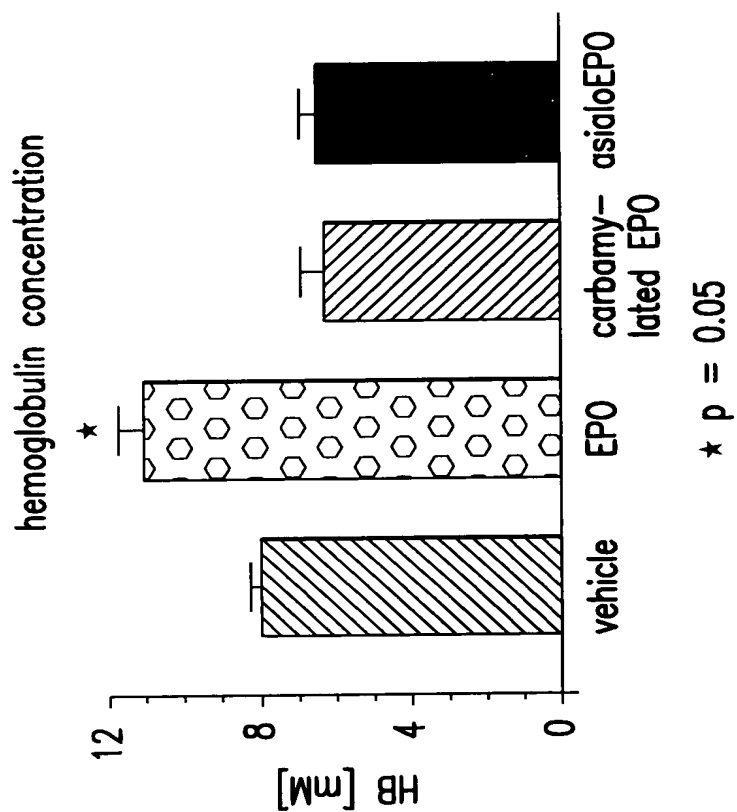 hemoglobulin concentration
HB [mM]
12
8
4
0
★
vehicle
EPO
carbamy-
lated EPO
asialoEPO
★ p = 0.05